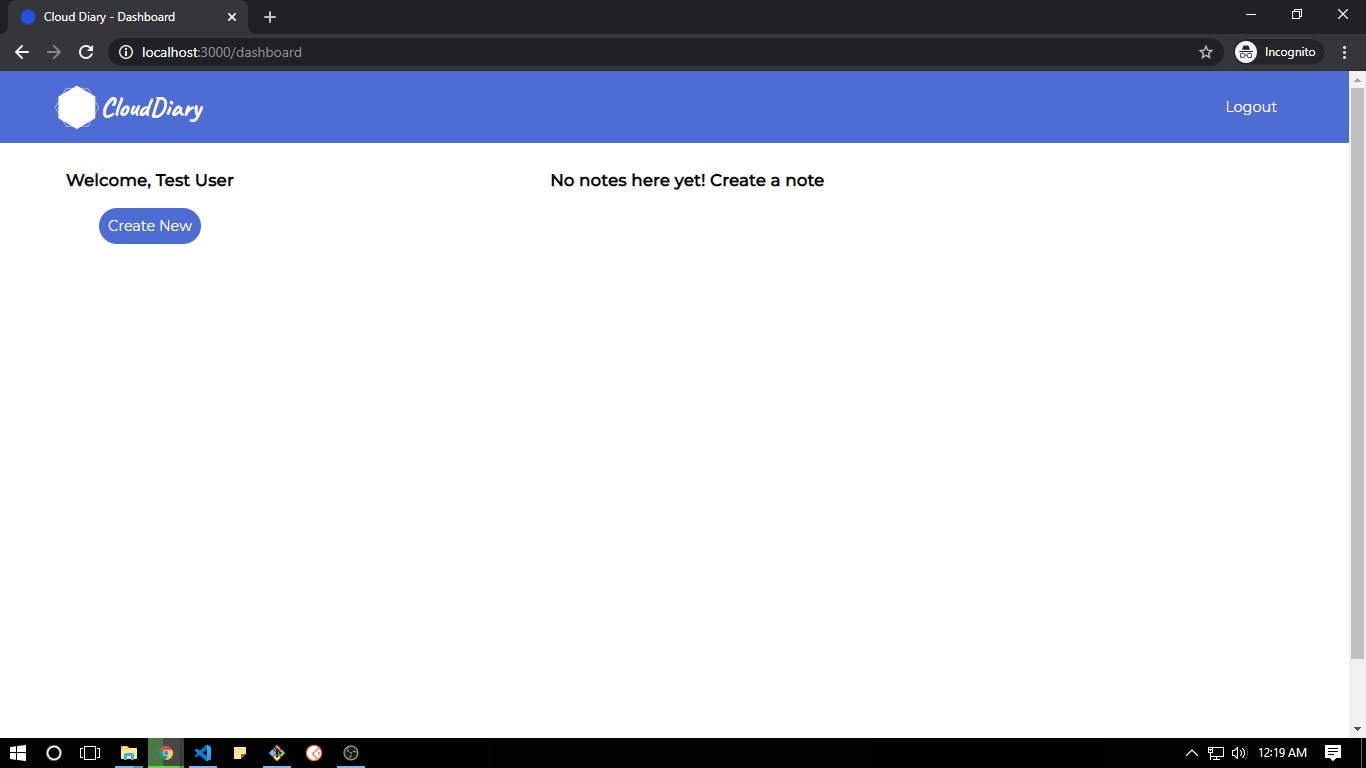 Cloud Diary - Dashboard
localhost:3000/dashboard
Incognito
CloudDiary
Logout
Welcome, Test User
No notes here yet! Create a note
Create New
12:19 AM